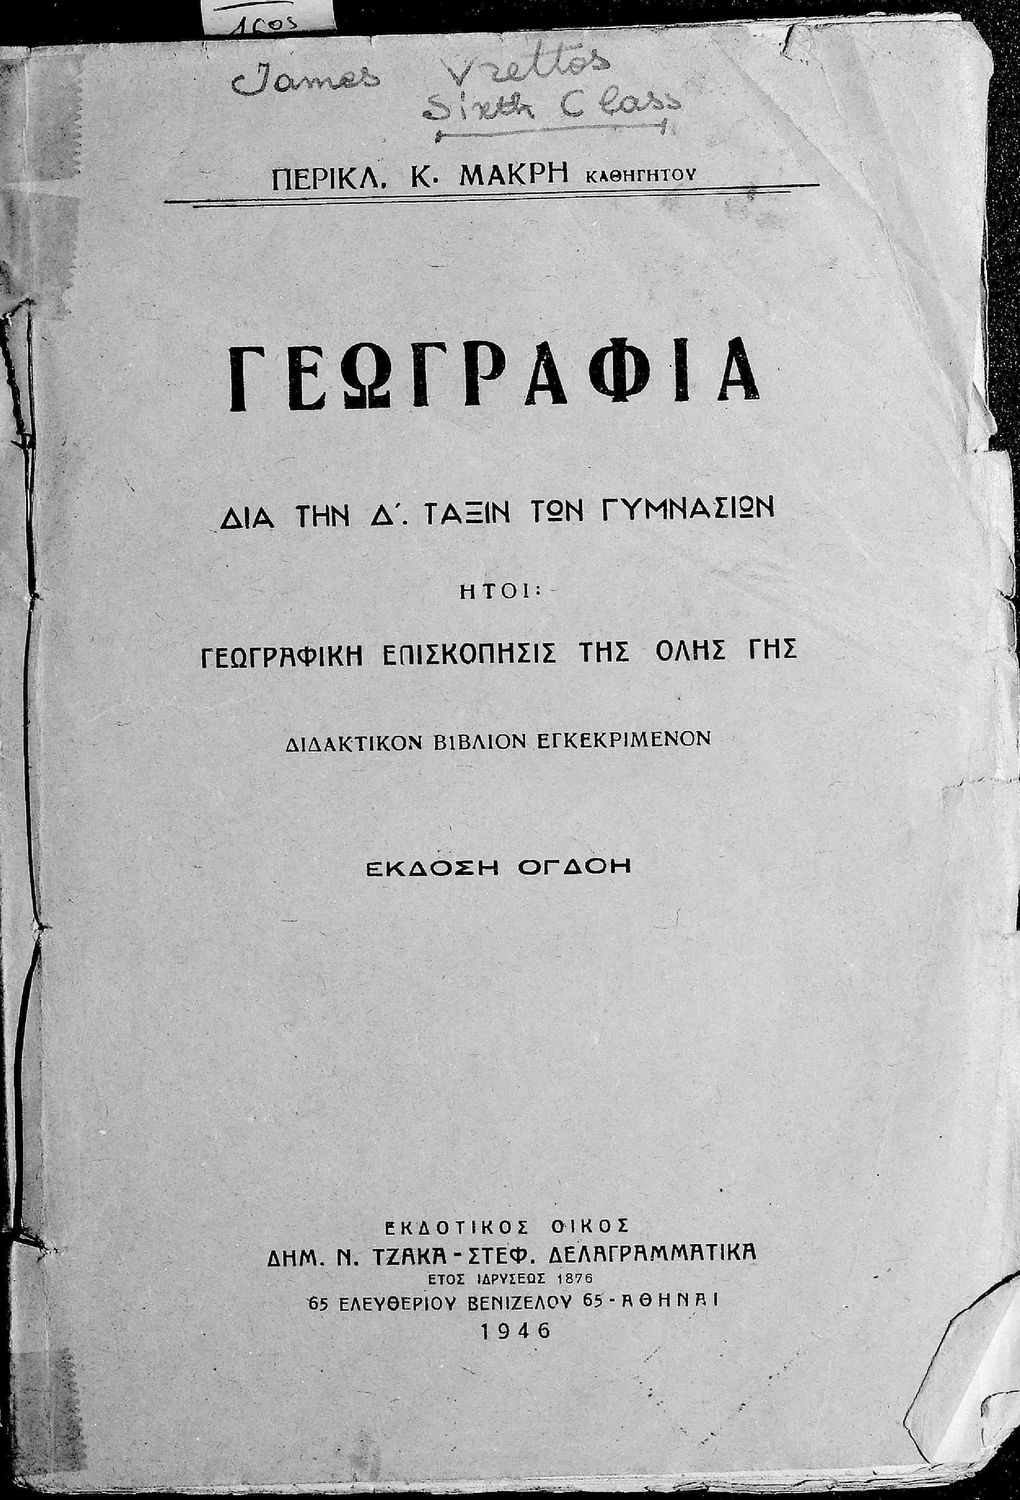 1605
James Vrettos
Sixth Class
ΠΕΡΙΚΛ. Κ. ΜΑΚΡΗ ΚΑΘΗΓΗΤΟΥ
ΓΕΩΓΡΑΦΙΑ
ΔΙΑ ΤΗΝ Δ΄. ΤΑΞΙΝ ΤΩΝ ΓΥΜΝΑΣΙΩΝ
ΗΤΟΙ:
ΓΕΩΓΡΑΦΙΚΗ ΕΠΙΣΚΟΠΗΣΙΣ ΤΗΣ ΟΛΗΣ ΓΗΣ
ΔΙΔΑΚΤΙΚΟΝ ΒΙΒΛΙΟΝ ΕΓΚΕΚΡΙΜΕΝΟΝ
ΕΚΔΟΣΗ ΟΓΔΟΗ
ΕΚΔΟΤΙΚΟΣ ΟΙΚΟΣ
ΔΗΜ. Ν. ΤΖΑΚΑ - ΣΤΕΦ. ΔΕΛΑΓΡΑΜΜΑΤΙΚΑ
ΕΤΟΣ ΙΔΡΥΣΕΩΣ 1876
65 ΕΛΕΥΘΕΡΙΟΥ ΒΕΝΙΖΕΛΟΥ 65 - ΑΘΗΝΑΙ
1946